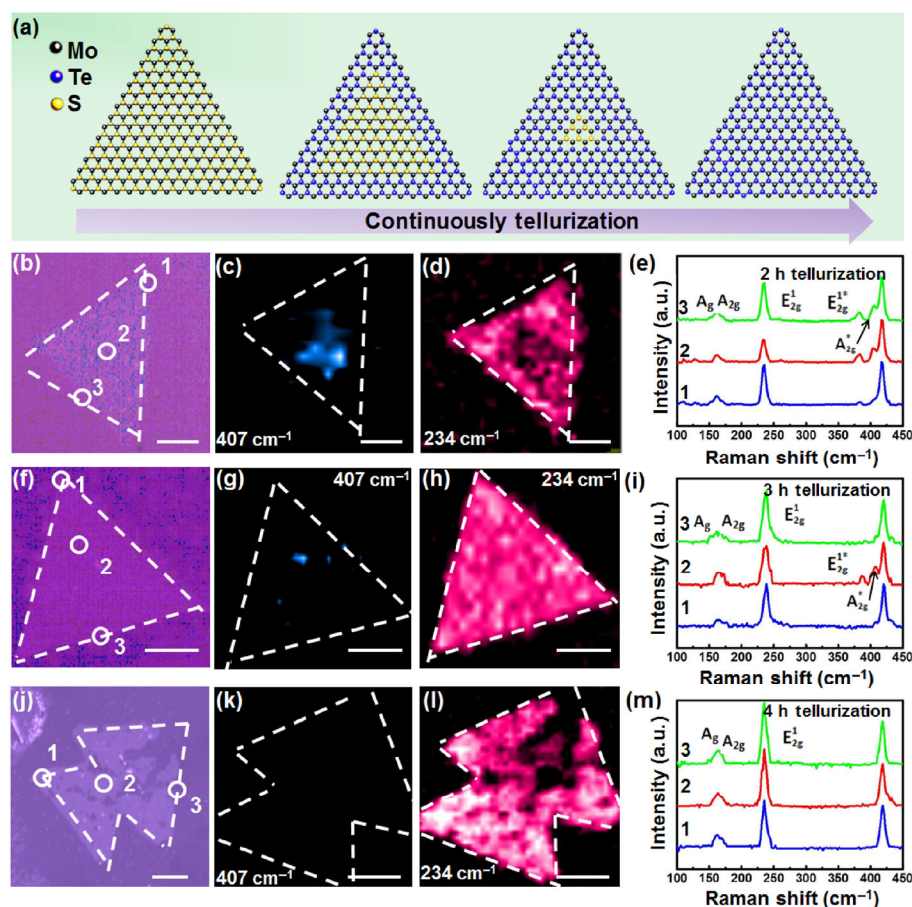 (a)
Mo
Te
S
Continuously tellurization
(b)
1
2
3
(c)
407 cm⁻¹
(d)
234 cm⁻¹
(e)
2 h tellurization
3 Ag A2g E¹2g E¹*2g
A*2g
2
1
Intensity (a.u.)
100 150 200 250 300 350 400 450
Raman shift (cm⁻¹)
(f)
1
2
3
(g)
407 cm⁻¹
(h)
234 cm⁻¹
(i)
3 h tellurization
3 Ag A2g E¹2g
E¹*2g
2
A*2g
1
Intensity (a.u.)
100 150 200 250 300 350 400 450
Raman shift (cm⁻¹)
(j)
1
2
3
(k)
407 cm⁻¹
(l)
234 cm⁻¹
(m)
4 h tellurization
3 Ag A2g E¹2g
2
1
Intensity (a.u.)
100 150 200 250 300 350 400 450
Raman shift (cm⁻¹)